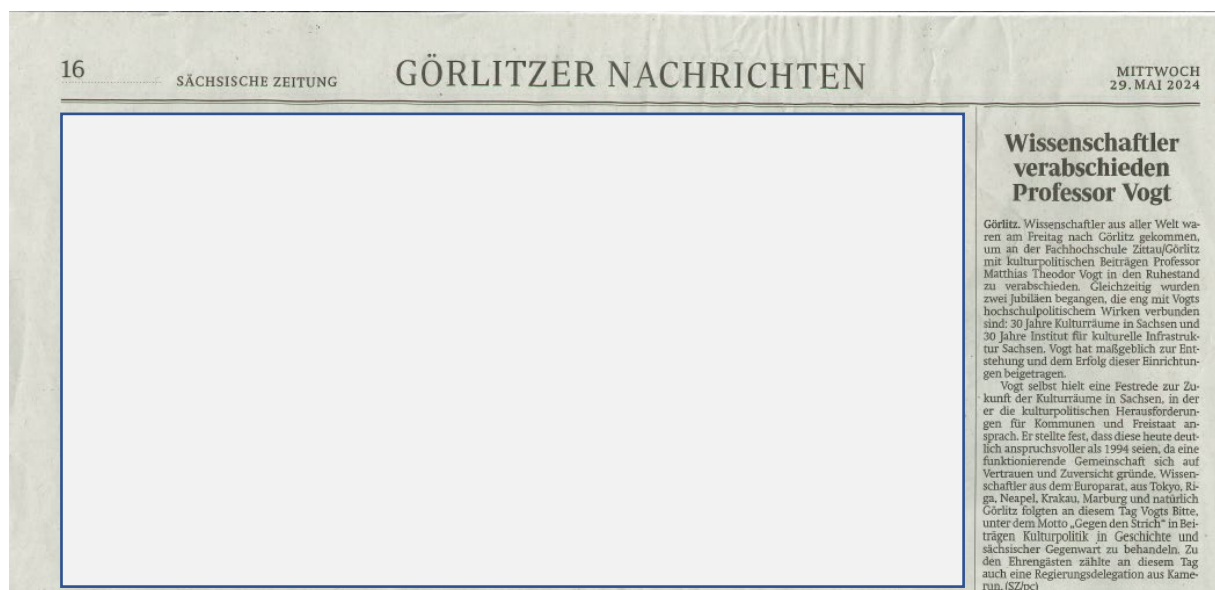 16
SÄCHSISCHE ZEITUNG
GÖRLITZER NACHRICHTEN
MITTWOCH
29. MAI 2024
Wissenschaftler
verabschieden
Professor Vogt
Görlitz. Wissenschaftler aus aller Welt wa-
ren am Freitag nach Görlitz gekommen,
um an der Fachhochschule Zittau/Görlitz
mit kulturpolitischen Beiträgen Professor
Matthias Theodor Vogt in den Ruhestand
zu verabschieden. Gleichzeitig wurden
zwei Jubiläen begangen, die eng mit Vogts
hochschulpolitischem Wirken verbunden
sind: 30 Jahre Kulturräume in Sachsen und
30 Jahre Institut für kulturelle Infrastruk-
tur Sachsen. Vogt hat maßgeblich zur Ent-
stehung und dem Erfolg dieser Einrichtun-
gen beigetragen.
Vogt selbst hielt eine Festrede zur Zu-
kunft der Kulturräume in Sachsen, in der
er die kulturpolitischen Herausforderun-
gen für Kommunen und Freistaat an-
sprach. Er stellte fest, dass diese heute deut-
lich anspruchsvoller als 1994 seien, da eine
funktionierende Gemeinschaft sich auf
Vertrauen und Zuversicht gründe. Wissen-
schaftler aus dem Europarat, aus Tokyo, Ri-
ga, Neapel, Krakau, Marburg und natürlich
Görlitz folgten an diesem Tag Vogts Bitte,
unter dem Motto „Gegen den Strich“ in Bei-
trägen Kulturpolitik in Geschichte und
sächsischer Gegenwart zu behandeln. Zu
den Ehrengästen zählte an diesem Tag
auch eine Regierungsdelegation aus Kame-
run. (SZ/pc)